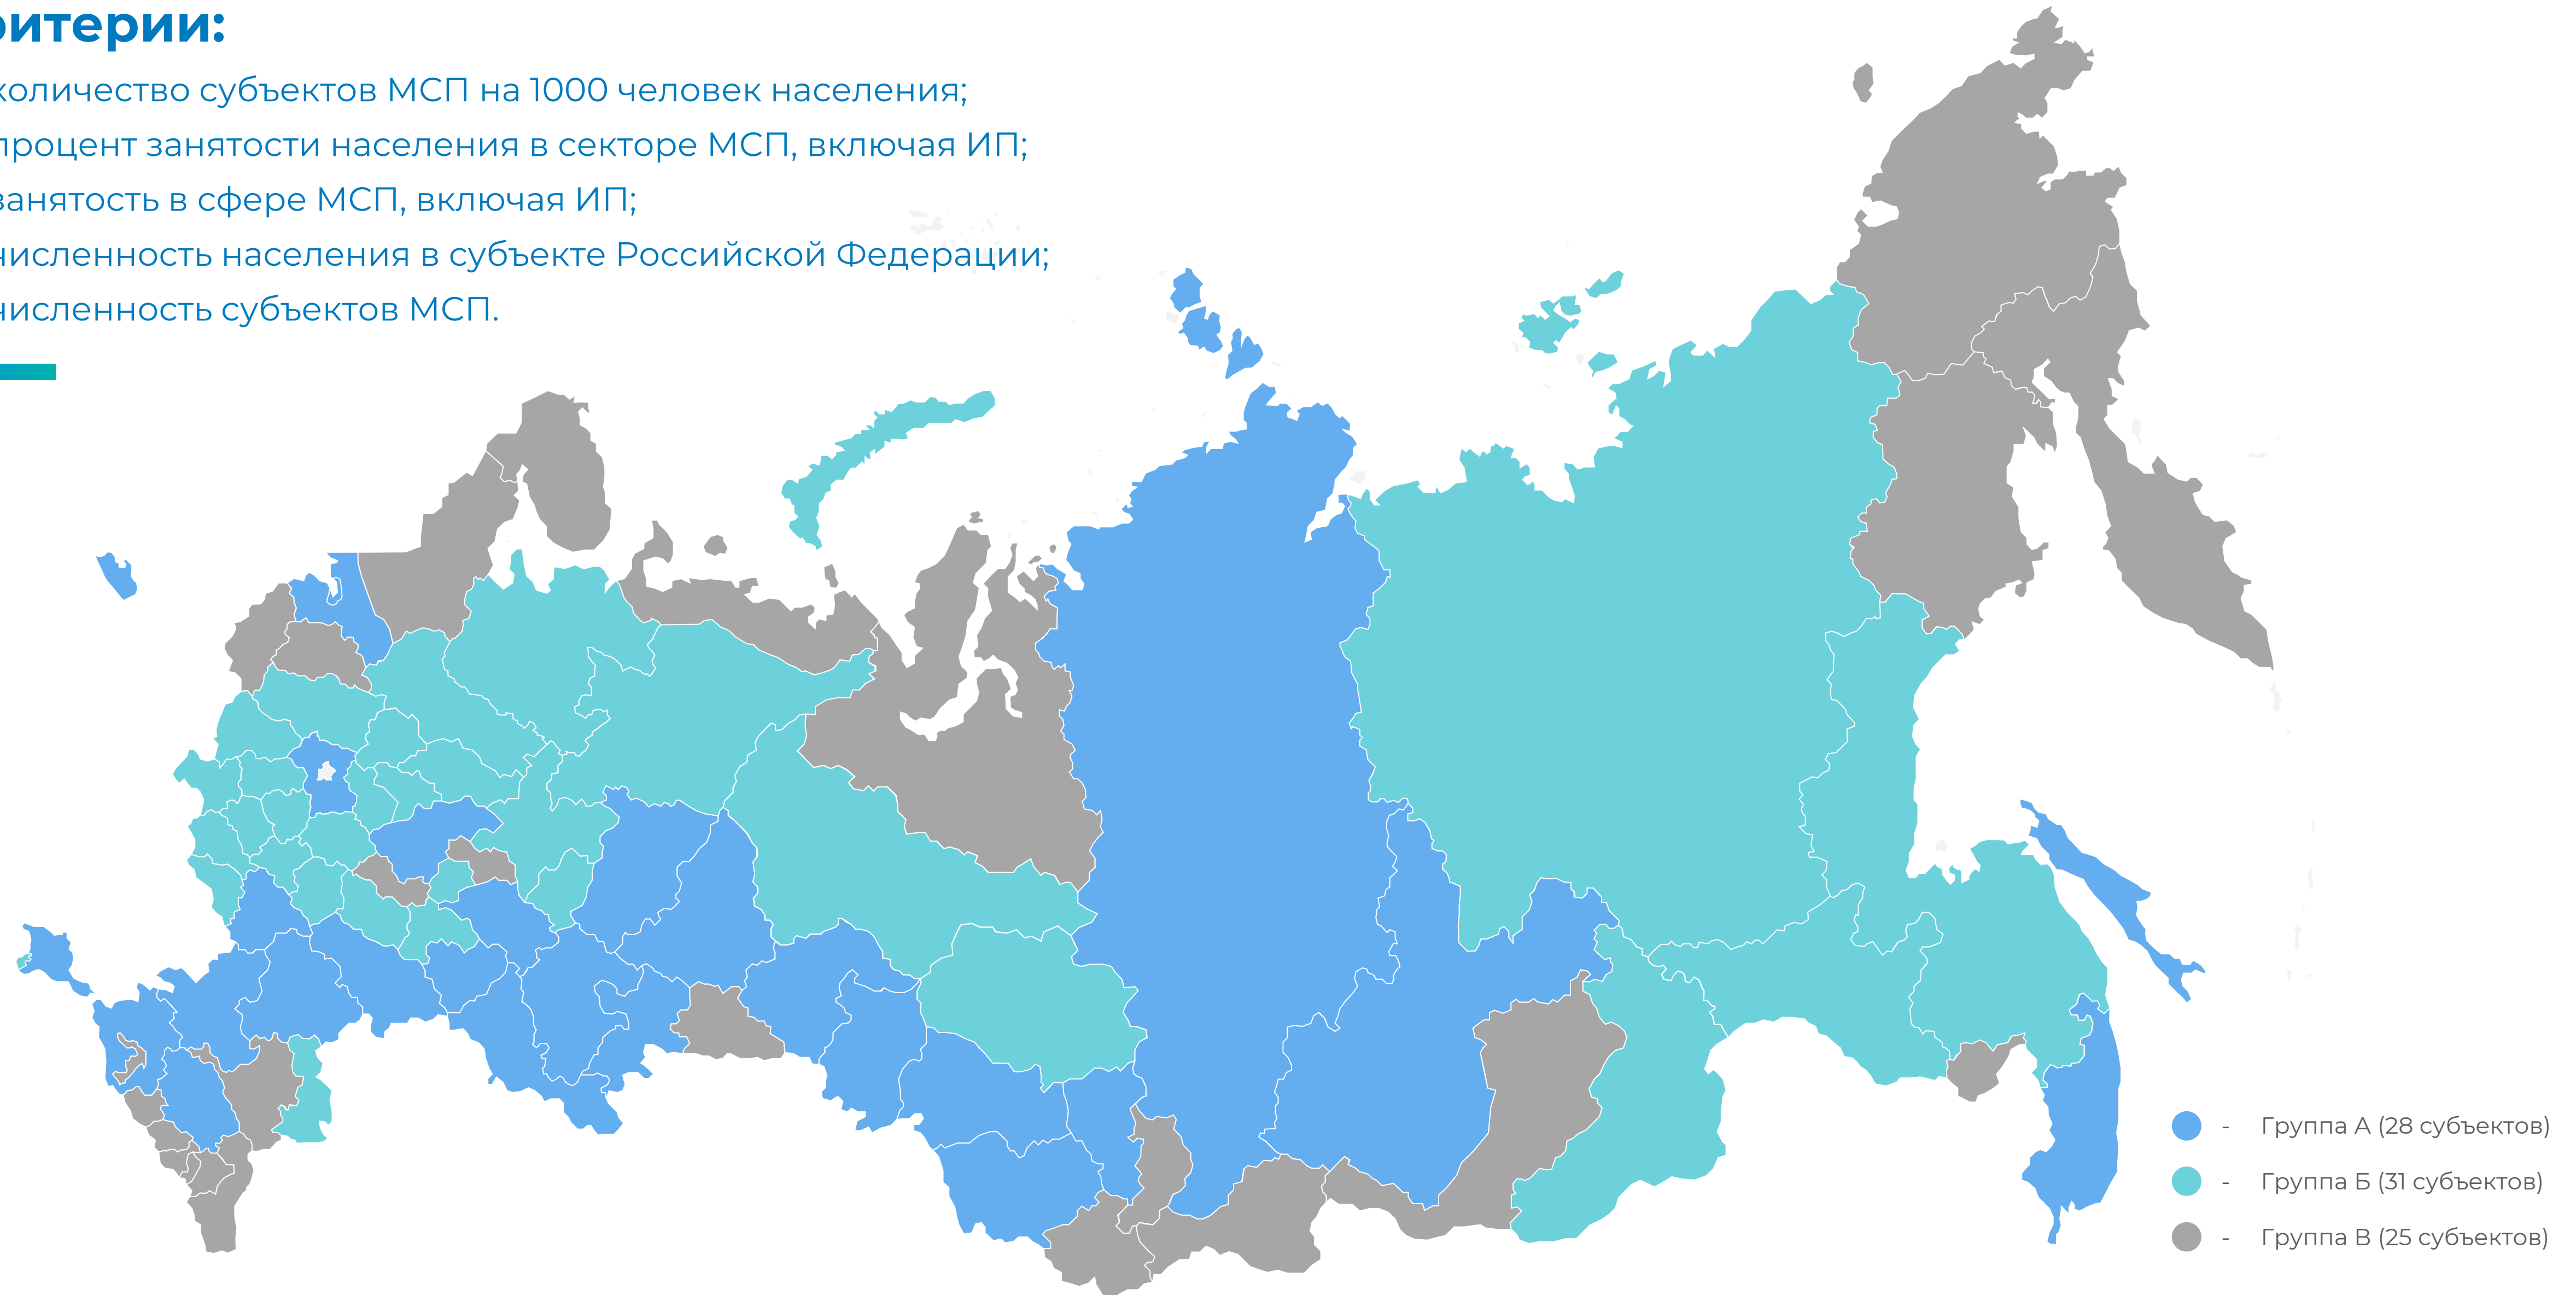 ритерии:
количество субъектов МСП на 1000 человек населения;
процент занятости населения в секторе МСП, включая ИП;
занятость в сфере МСП, включая ИП;
численность населения в субъекте Российской Федерации;
численность субъектов МСП.
- Группа А (28 субъектов)
- Группа Б (31 субъектов)
- Группа В (25 субъектов)